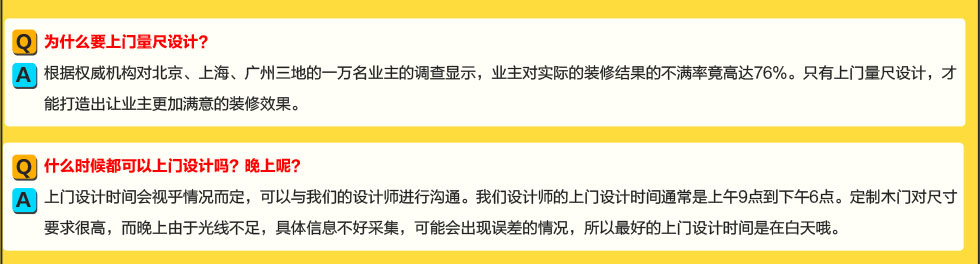 Q 为什么要上门量尺设计?
A 根据权威机构对北京、上海、广州三地的一万名业主的调查显示，业主对实际的装修结果的不满率竟高达76%。只有上门量尺设计，才
能打造出让业主更加满意的装修效果。
Q 什么时候都可以上门设计吗? 晚上呢?
A 上门设计时间会视乎情况而定，可以与我们的设计师进行沟通。我们设计师的上门设计时间通常是上午9点到下午6点。定制木门对尺寸
要求很高，而晚上由于光线不足，具体信息不好采集，可能会出现误差的情况，所以最好的上门设计时间是在白天哦。